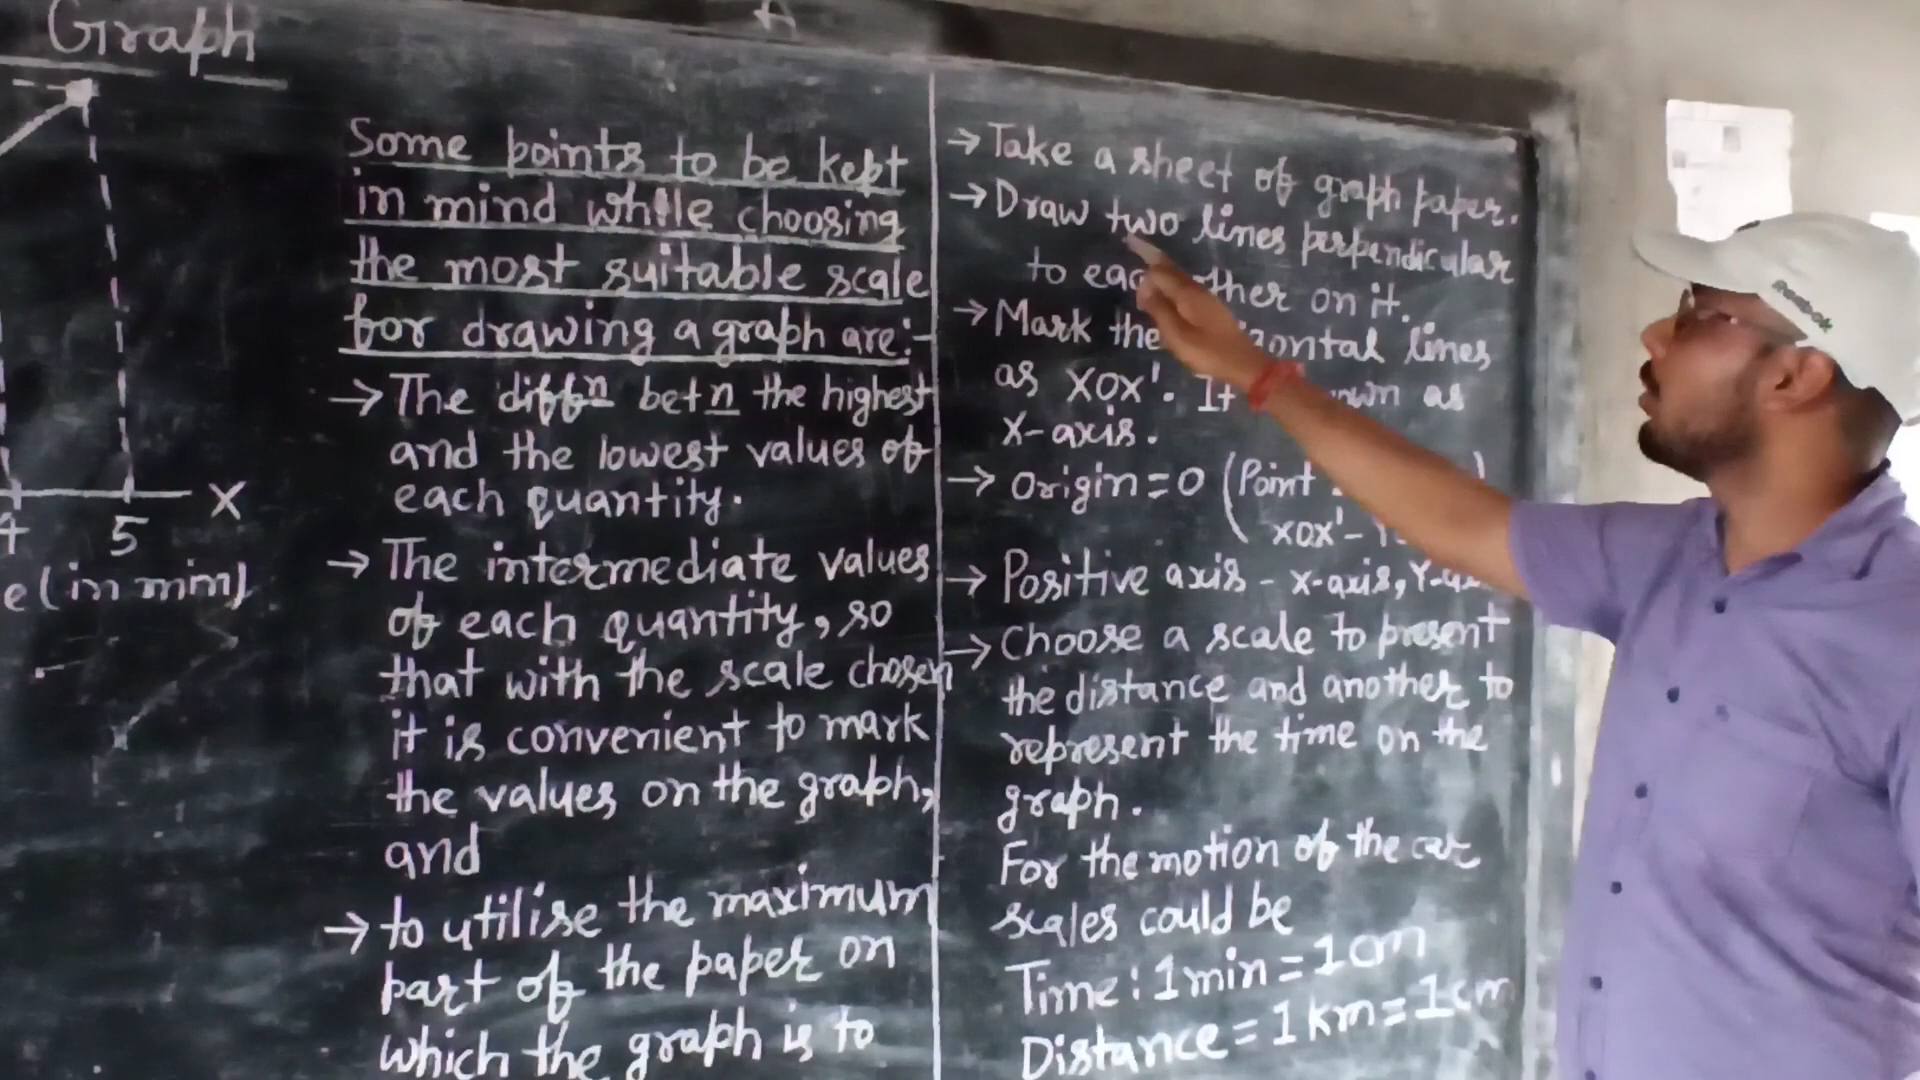 Graph
X
5
(in min)
Some points to be kept
in mind while choosing
the most suitable scale
for drawing a graph are:-
→ The diffn betn the highest
and the lowest values of
each quantity.
→ The intermediate values
of each quantity, so
that with the scale chosen
it is convenient to mark
the values on the graph,
and
→ to utilise the maximum
part of the paper on
which the graph is to
→ Take a sheet of graph paper.
→ Draw two lines perpendicular
to each other on it.
→ Mark the horizontal lines
as XOX'. It as
X-axis.
→ Origin = 0 (Point
XOX' -
→ Positive axis - X-axis, Y-axis
→ Choose a scale to present
the distance and another to
represent the time on the
graph.
For the motion of the car
scales could be
Time: 1 min = 1 cm
Distance = 1 km = 1 cm
Reebok